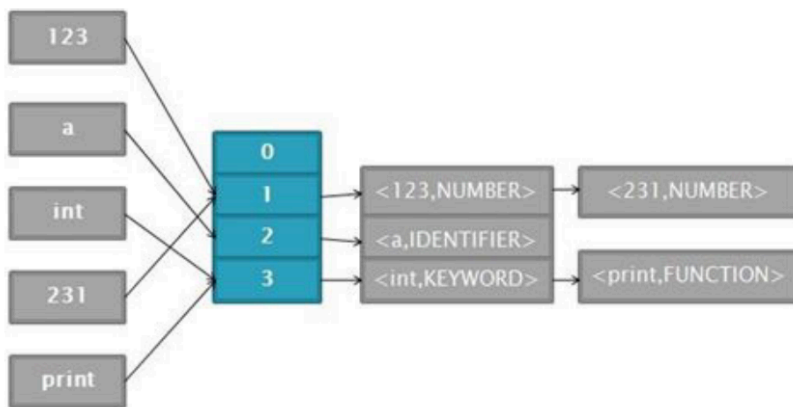 123
a
int
231
print
0
1
2
3
<123,NUMBER>
<231,NUMBER>
<a,IDENTIFIER>
<int,KEYWORD>
<print,FUNCTION>